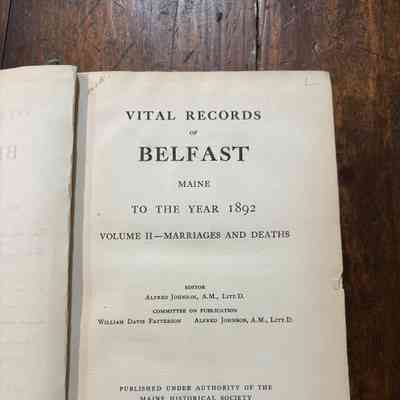 VITAL RECORDS
OF
BELFAST
MAINE
TO THE YEAR 1892
VOLUME II—MARRIAGES AND DEATHS
EDITOR
ALFRED JOHNSON, A.M., LITT.D.
COMMITTEE ON PUBLICATION
WILLIAM DAVIS PATTERSON ALFRED JOHNSON, A.M., LITT.D.
PUBLISHED UNDER AUTHORITY OF THE
MAINE HISTORICAL SOCIETY